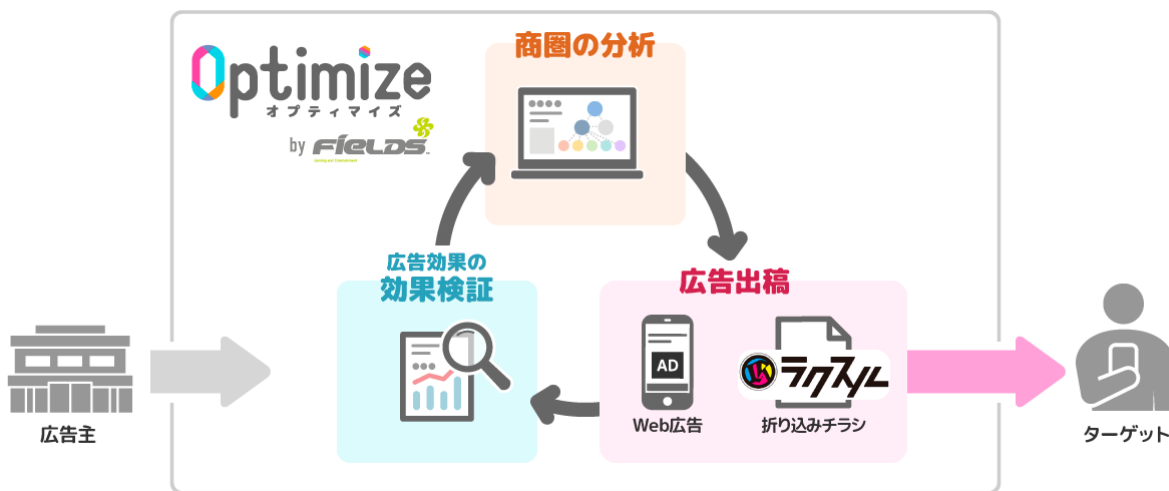 Optimize
オプティマイズ
by FIELDS
商圏の分析
広告効果の
効果検証
広告出稿
AD
ラクスル
Web広告
折り込みチラシ
広告主
ターゲット